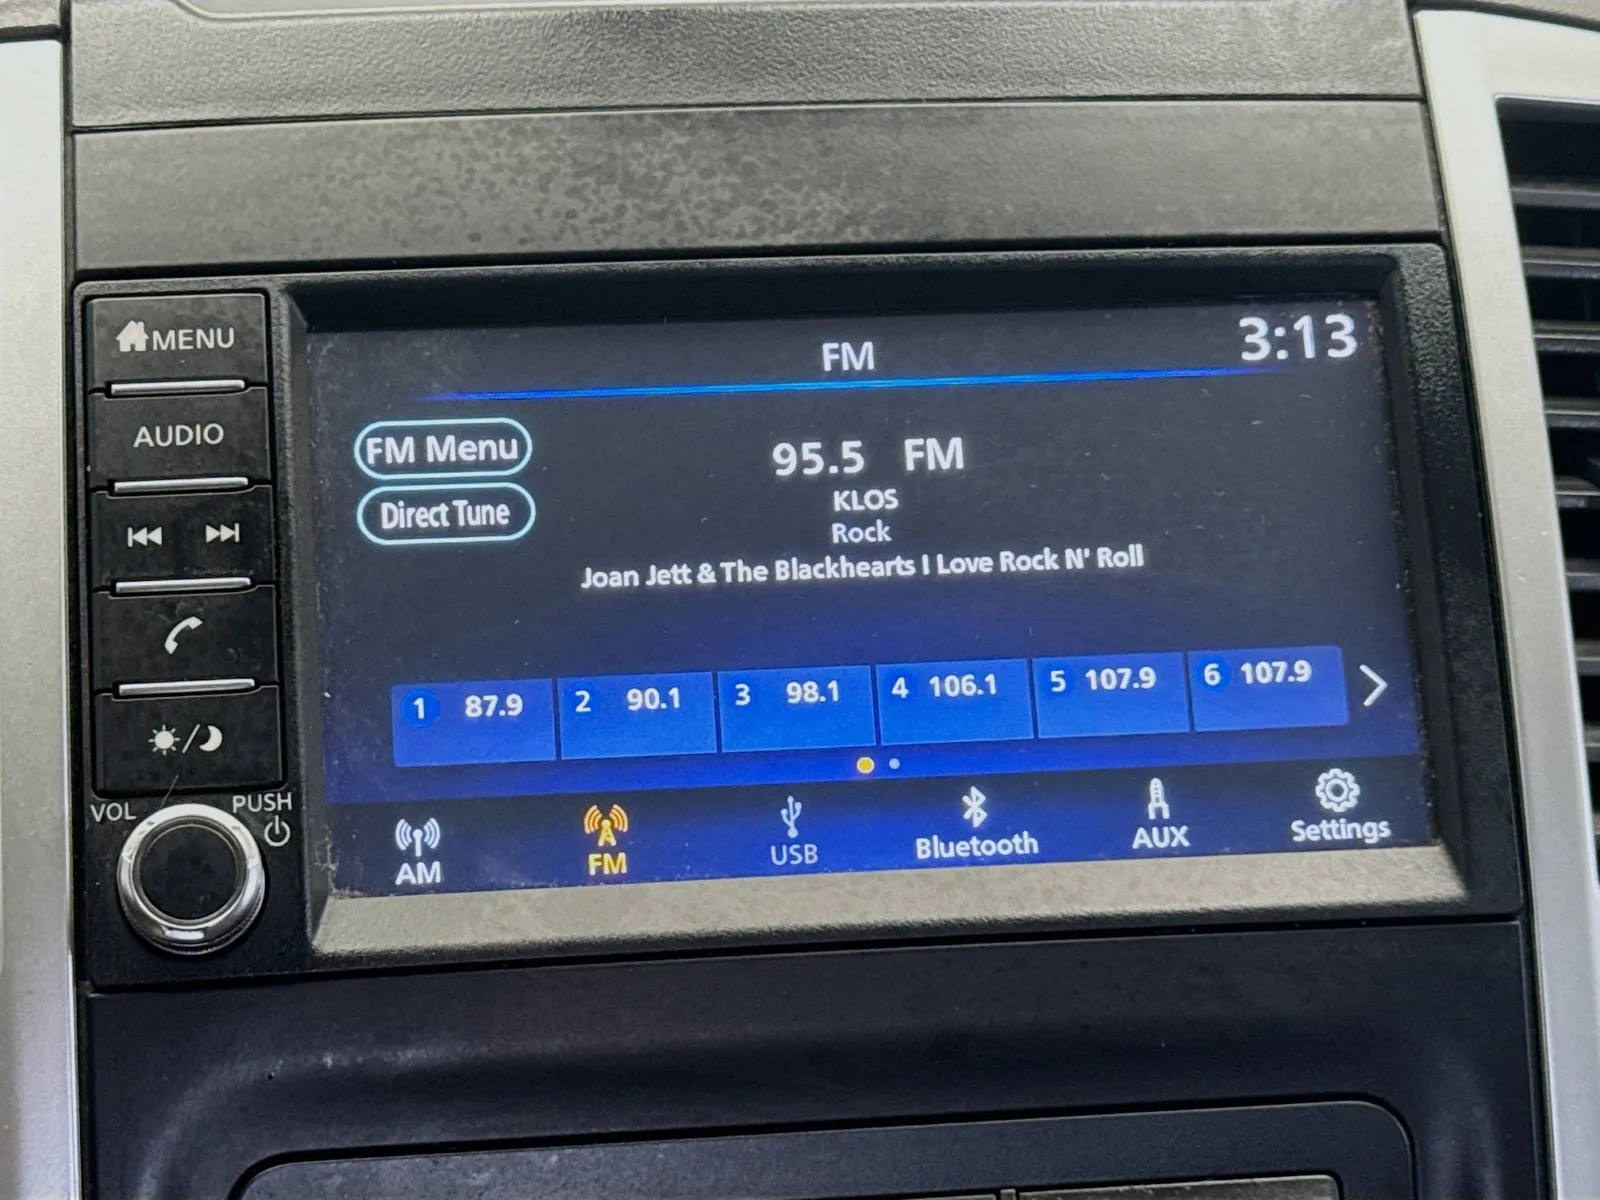 MENU
AUDIO
VOL
PUSH
FM
3:13
FM Menu
Direct Tune
95.5 FM
KLOS
Rock
Joan Jett & The Blackhearts I Love Rock N' Roll
1 87.9
2 90.1
3 98.1
4 106.1
5 107.9
6 107.9
AM
FM
USB
Bluetooth
AUX
Settings